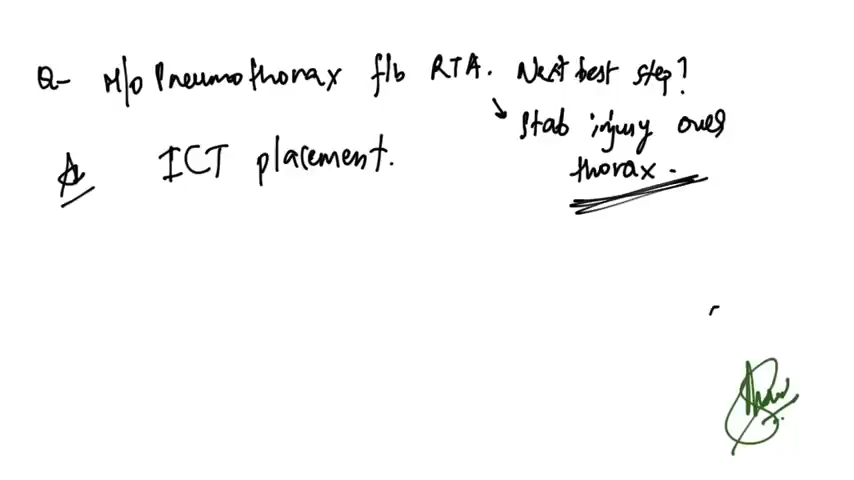 Q- H/O Pneumothorax f/b RTA. Next best step?
↘ Stab injury over
thorax.
A ICT placement.